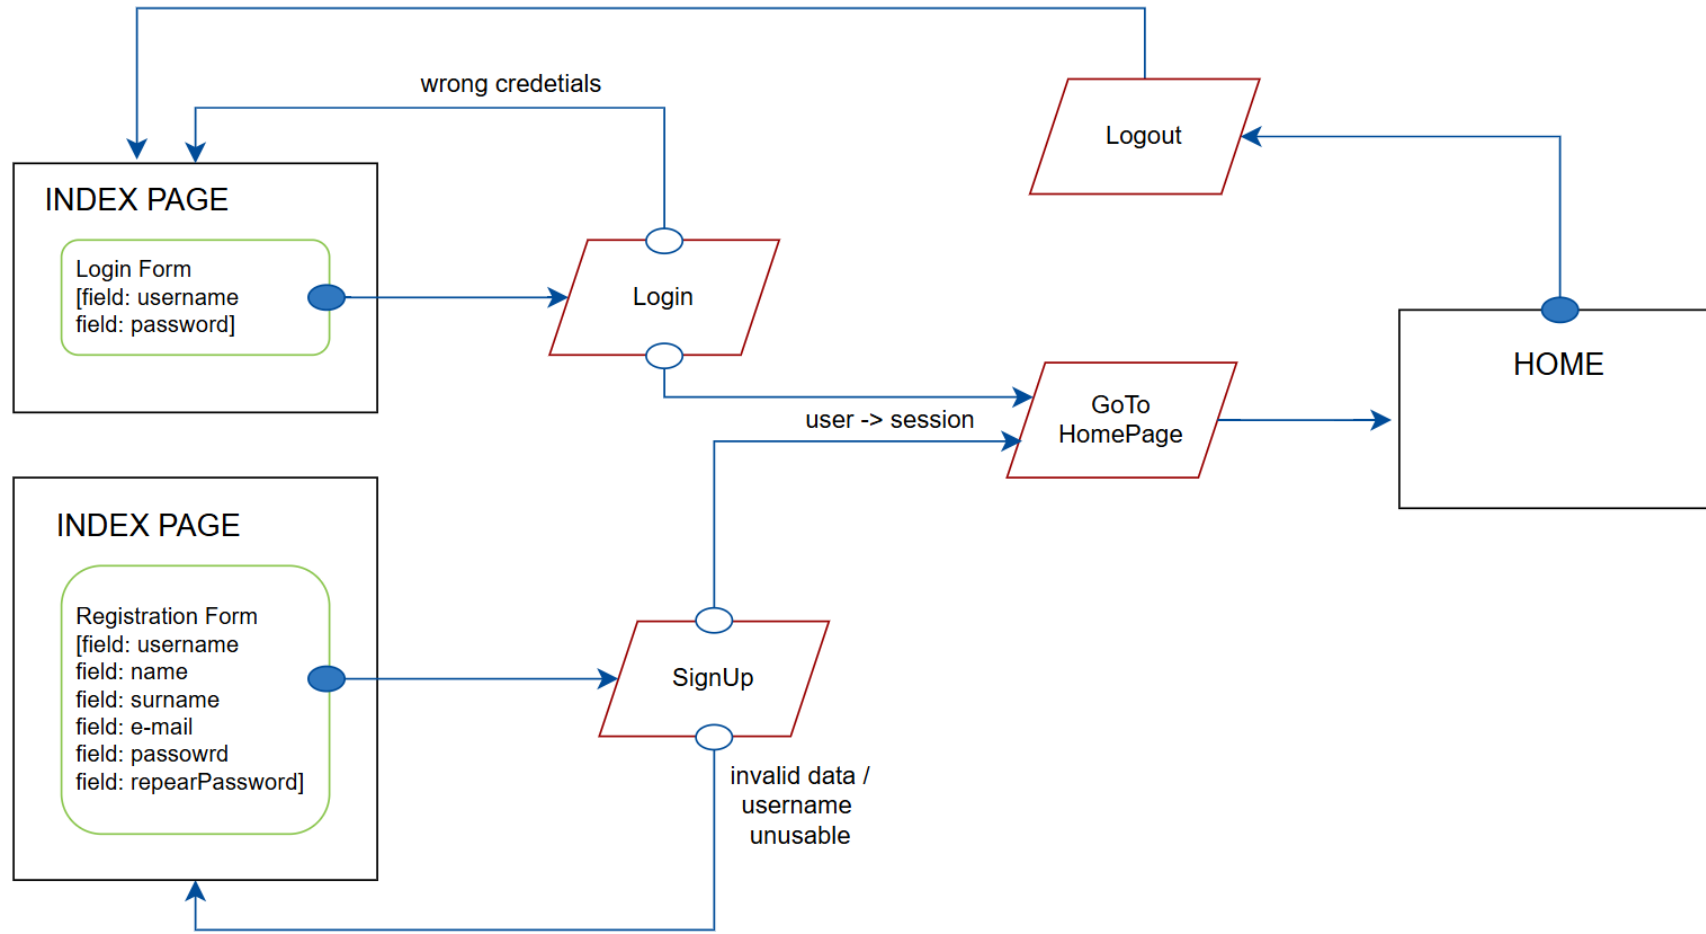 wrong credetials
Logout
INDEX PAGE
Login Form
[field: username
field: password]
Login
HOME
GoTo
HomePage
user -> session
INDEX PAGE
Registration Form
[field: username
field: name
field: surname
field: e-mail
field: passowrd
field: repearPassword]
SignUp
invalid data /
username
unusable